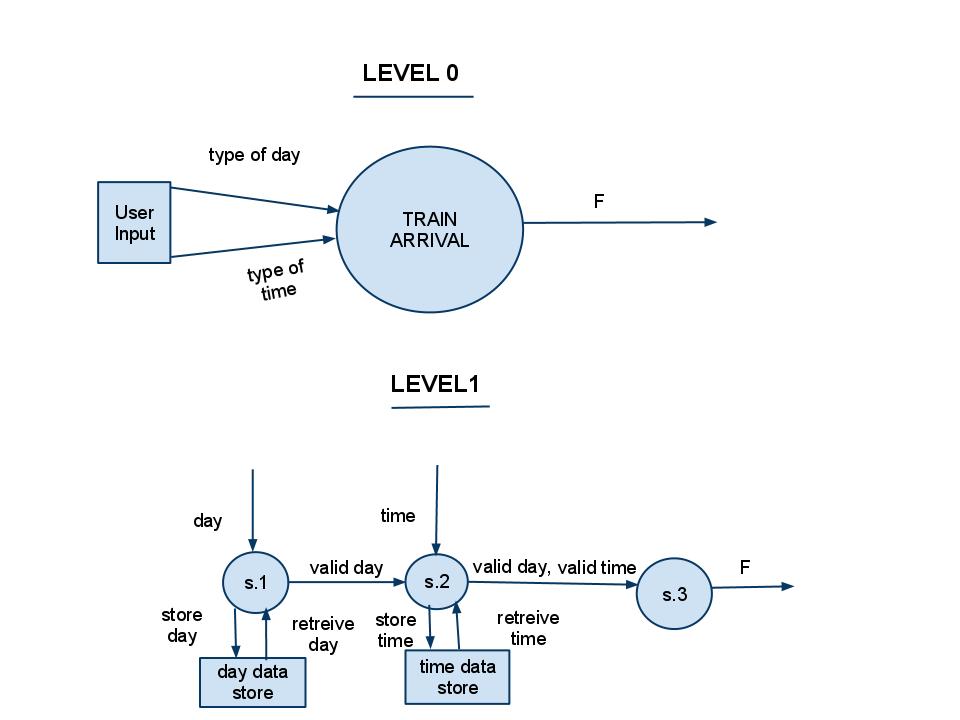 LEVEL 0
type of day
User
Input
TRAIN
ARRIVAL
F
type of
time
LEVEL1
day
time
s.1
valid day
s.2
valid day, valid time
s.3
F
store
day
retreive
day
store
time
retreive
time
day data
store
time data
store